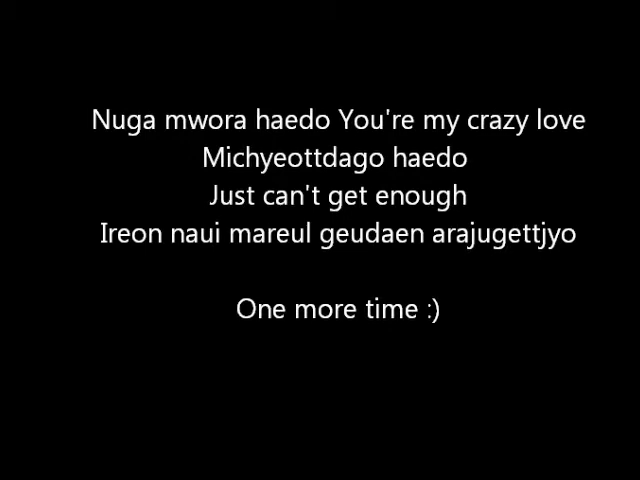 Nuga mwora haedo You're my crazy love
Michyeottdago haedo
Just can't get enough
Ireon naui mareul geudaen arajugettjyo
One more time :)